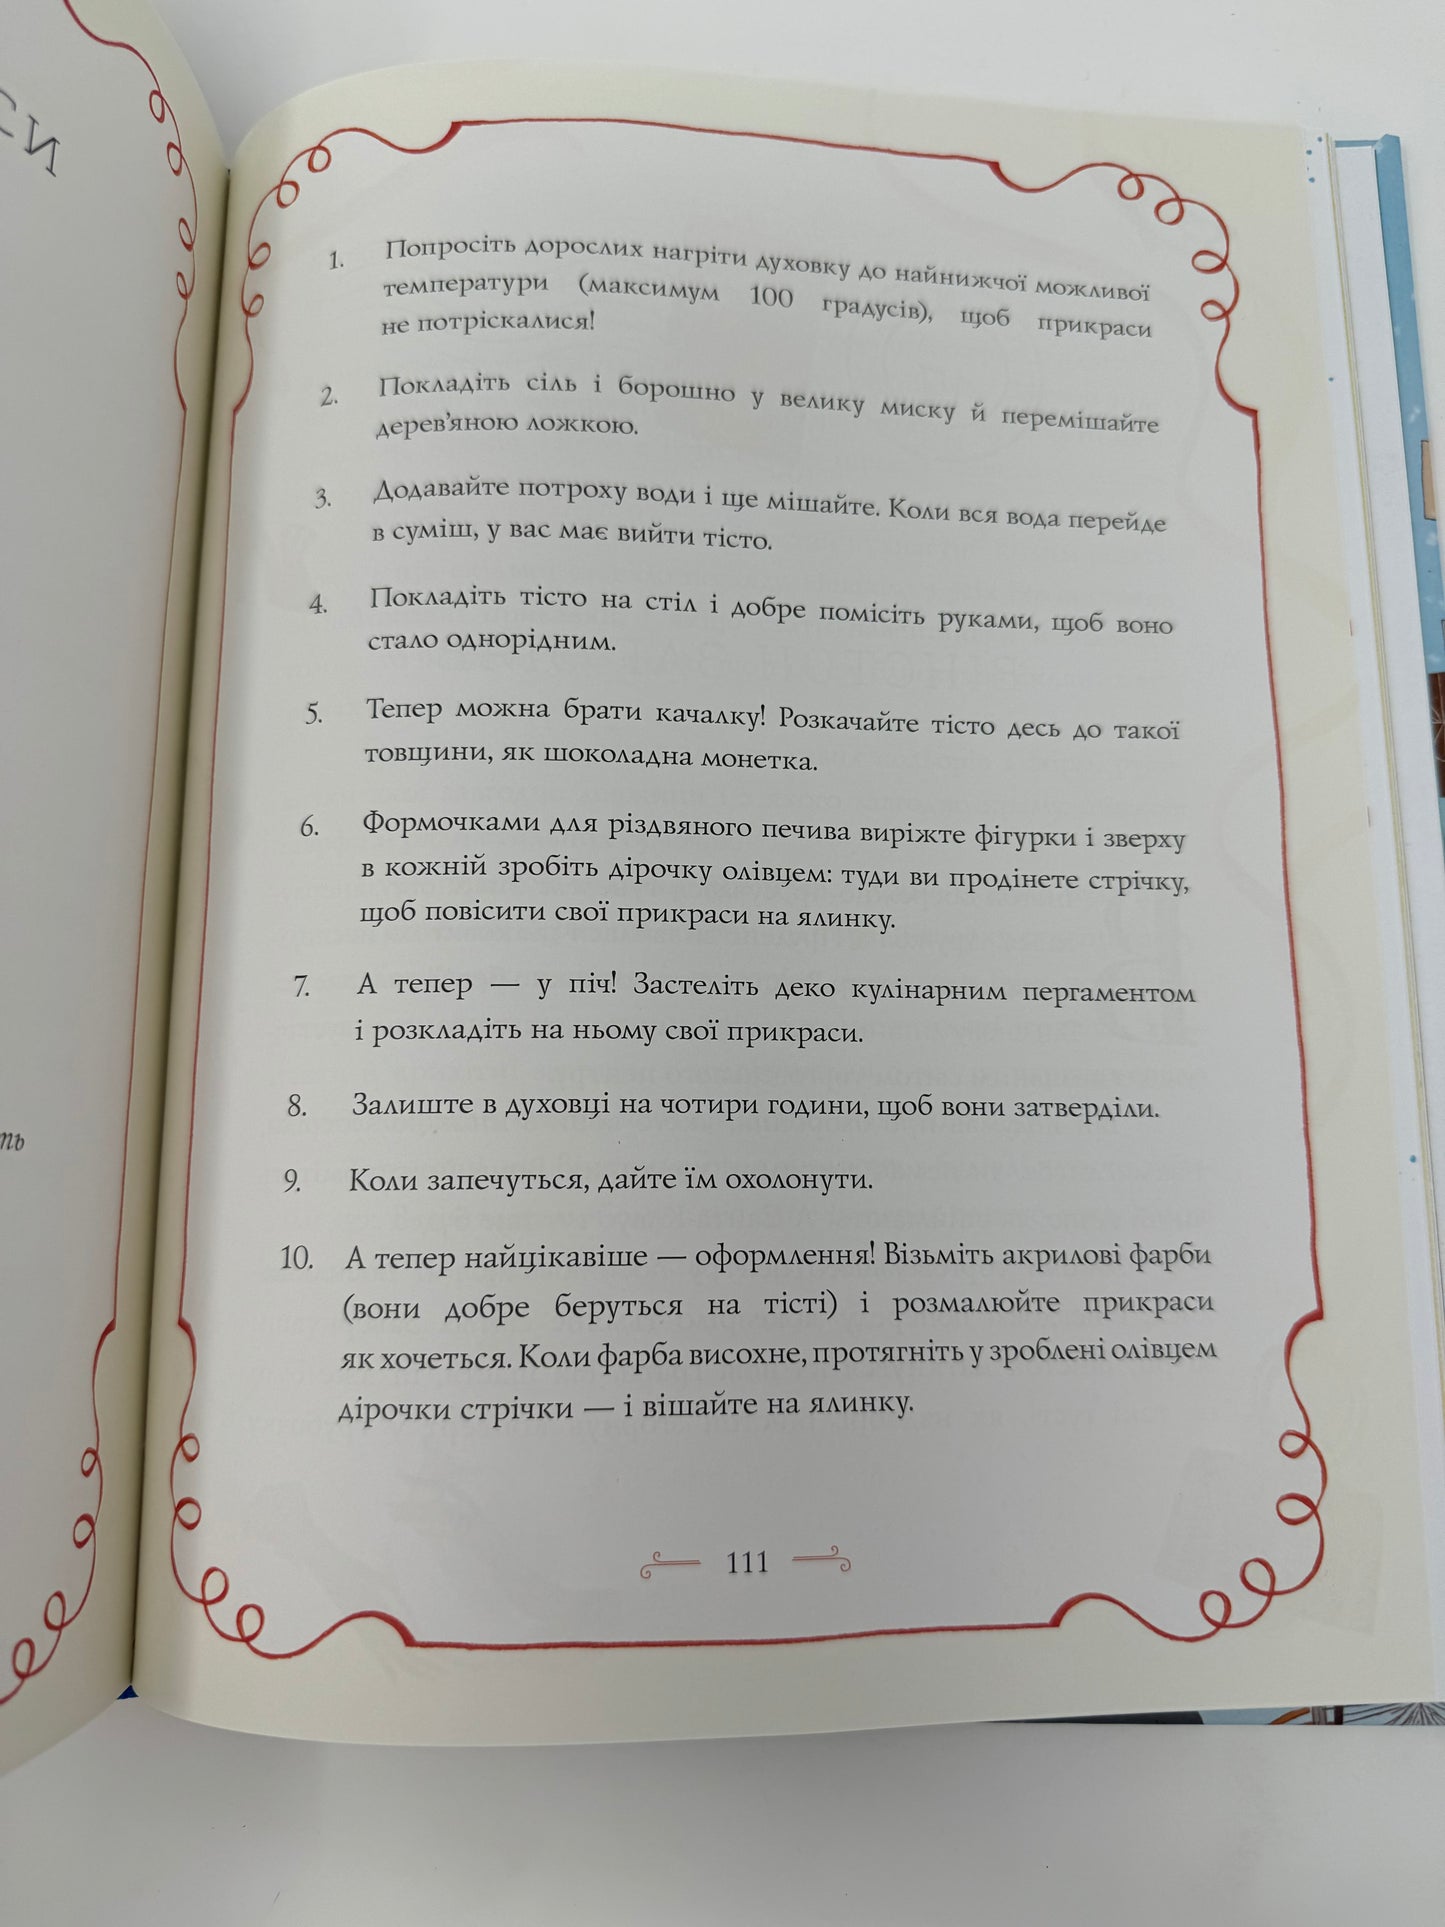 си
ть
1. Попросіть дорослих нагріти духовку до найнижчої можливої
температури (максимум 100 градусів), щоб прикраси
не потріскалися!
2. Покладіть сіль і борошно у велику миску й перемішайте
дерев’яною ложкою.
3. Додавайте потроху води і ще мішайте. Коли вся вода перейде
в суміш, у вас має вийти тісто.
4. Покладіть тісто на стіл і добре помісіть руками, щоб воно
стало однорідним.
5. Тепер можна брати качалку! Розкачайте тісто десь до такої
товщини, як шоколадна монетка.
6. Формочками для різдвяного печива виріжте фігурки і зверху
в кожній зробіть дірочку олівцем: туди ви продінете стрічку,
щоб повісити свої прикраси на ялинку.
7. А тепер — у піч! Застеліть деко кулінарним пергаментом
і розкладіть на ньому свої прикраси.
8. Залиште в духовці на чотири години, щоб вони затверділи.
9. Коли запечуться, дайте їм охолонути.
10. А тепер найцікавіше — оформлення! Візьміть акрилові фарби
(вони добре беруться на тісті) і розмалюйте прикраси
як хочеться. Коли фарба висохне, протягніть у зроблені олівцем
дірочки стрічки — і вішайте на ялинку.
111